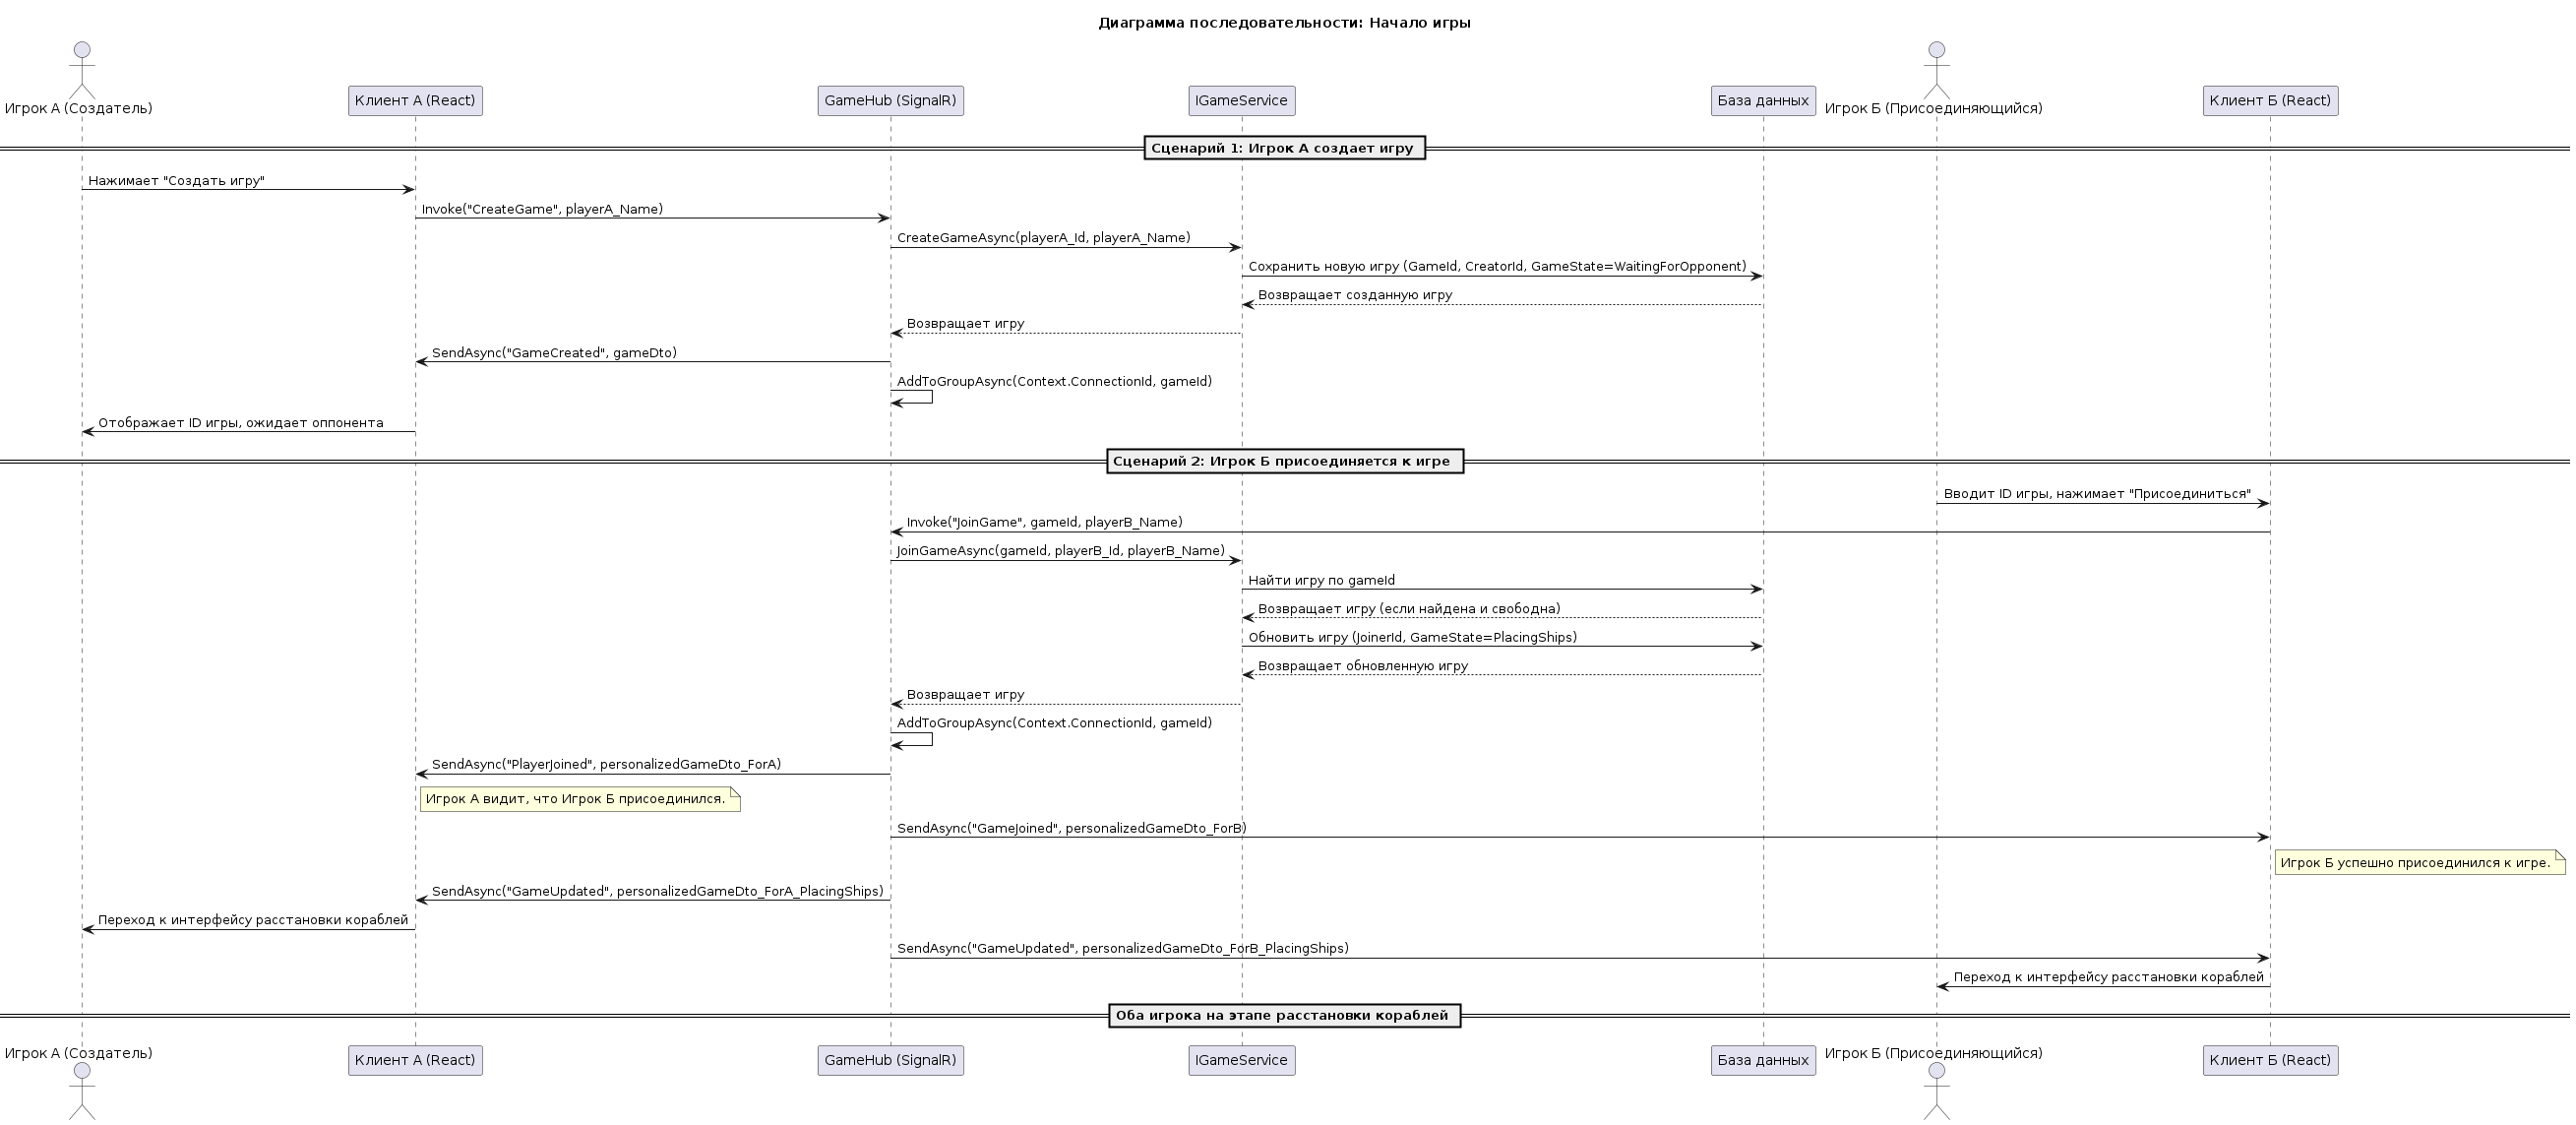 Диаграмма последовательности: Начало игры
Игрок А (Создатель)
Клиент А (React)
GameHub (SignalR)
IGameService
База данных
Игрок Б (Присоединяющийся)
Клиент Б (React)
Сценарий 1: Игрок А создает игру
Нажимает "Создать игру"
Invoke("CreateGame", playerA_Name)
CreateGameAsync(playerA_Id, playerA_Name)
Сохранить новую игру (GameId, CreatorId, GameState=WaitingForOpponent)
Возвращает созданную игру
Возвращает игру
SendAsync("GameCreated", gameDto)
AddToGroupAsync(Context.ConnectionId, gameId)
Отображает ID игры, ожидает оппонента
Сценарий 2: Игрок Б присоединяется к игре
Вводит ID игры, нажимает "Присоединиться"
Invoke("JoinGame", gameId, playerB_Name)
JoinGameAsync(gameId, playerB_Id, playerB_Name)
Найти игру по gameId
Возвращает игру (если найдена и свободна)
Обновить игру (JoinerId, GameState=PlacingShips)
Возвращает обновленную игру
Возвращает игру
AddToGroupAsync(Context.ConnectionId, gameId)
SendAsync("PlayerJoined", personalizedGameDto_ForA)
Игрок А видит, что Игрок Б присоединился.
SendAsync("GameJoined", personalizedGameDto_ForB)
Игрок Б успешно присоединился к игре.
SendAsync("GameUpdated", personalizedGameDto_ForA_PlacingShips)
Переход к интерфейсу расстановки кораблей
SendAsync("GameUpdated", personalizedGameDto_ForB_PlacingShips)
Переход к интерфейсу расстановки кораблей
Оба игрока на этапе расстановки кораблей
Игрок А (Создатель)
Клиент А (React)
GameHub (SignalR)
IGameService
База данных
Игрок Б (Присоединяющийся)
Клиент Б (React)